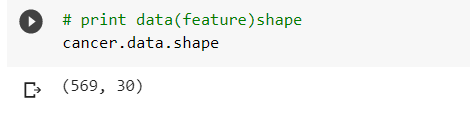 # print data(feature)shape
cancer.data.shape
(569, 30)